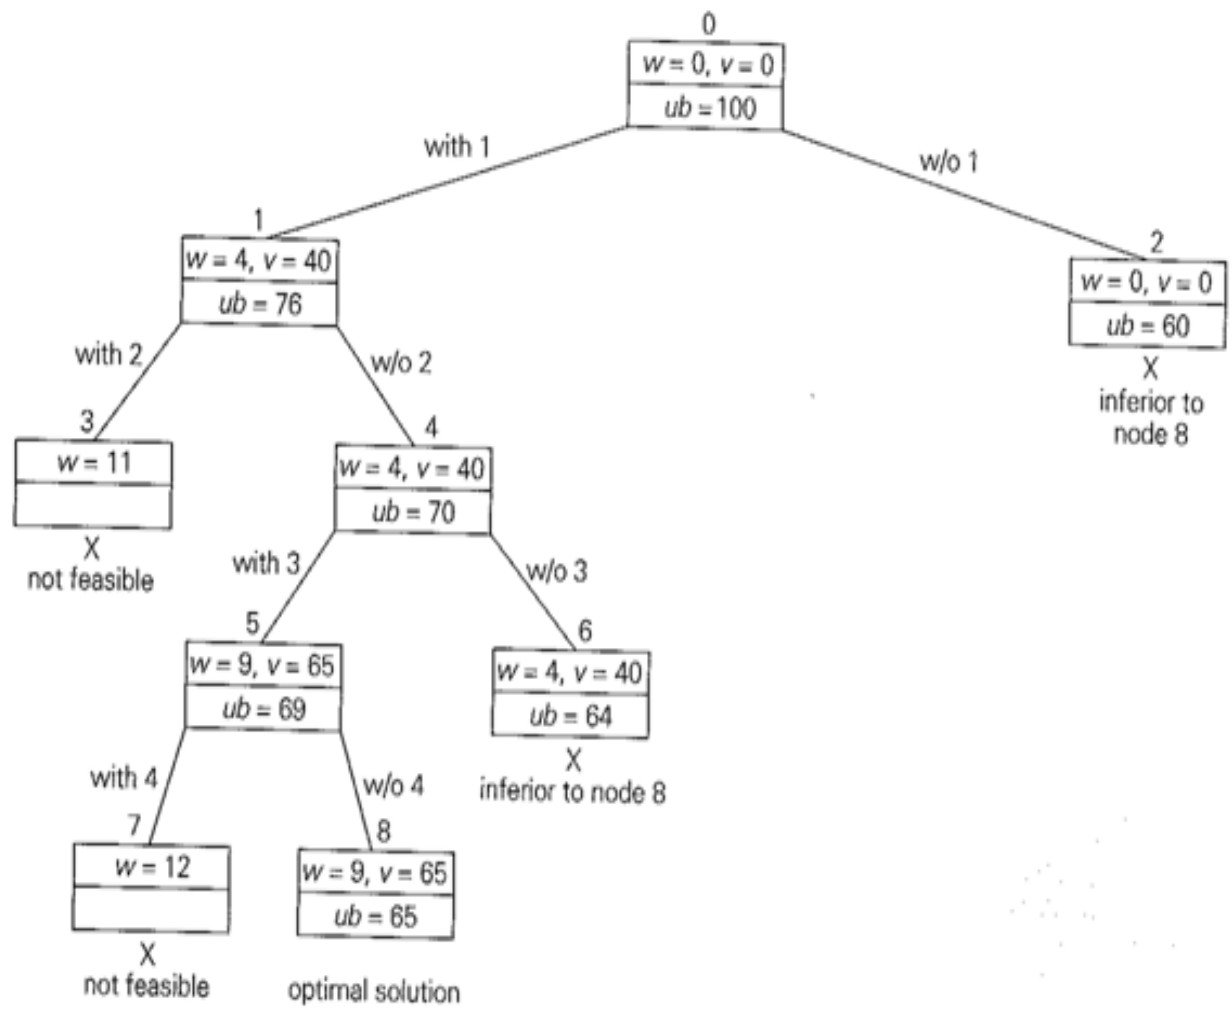 0
w = 0, v = 0
ub = 100
with 1
w/o 1
1
w = 4, v = 40
ub = 76
2
w = 0, v = 0
ub = 60
X
inferior to
node 8
with 2
w/o 2
3
w = 11
X
not feasible
4
w = 4, v = 40
ub = 70
with 3
w/o 3
5
w = 9, v = 65
ub = 69
6
w = 4, v = 40
ub = 64
X
inferior to node 8
with 4
w/o 4
7
w = 12
X
not feasible
8
w = 9, v = 65
ub = 65
optimal solution